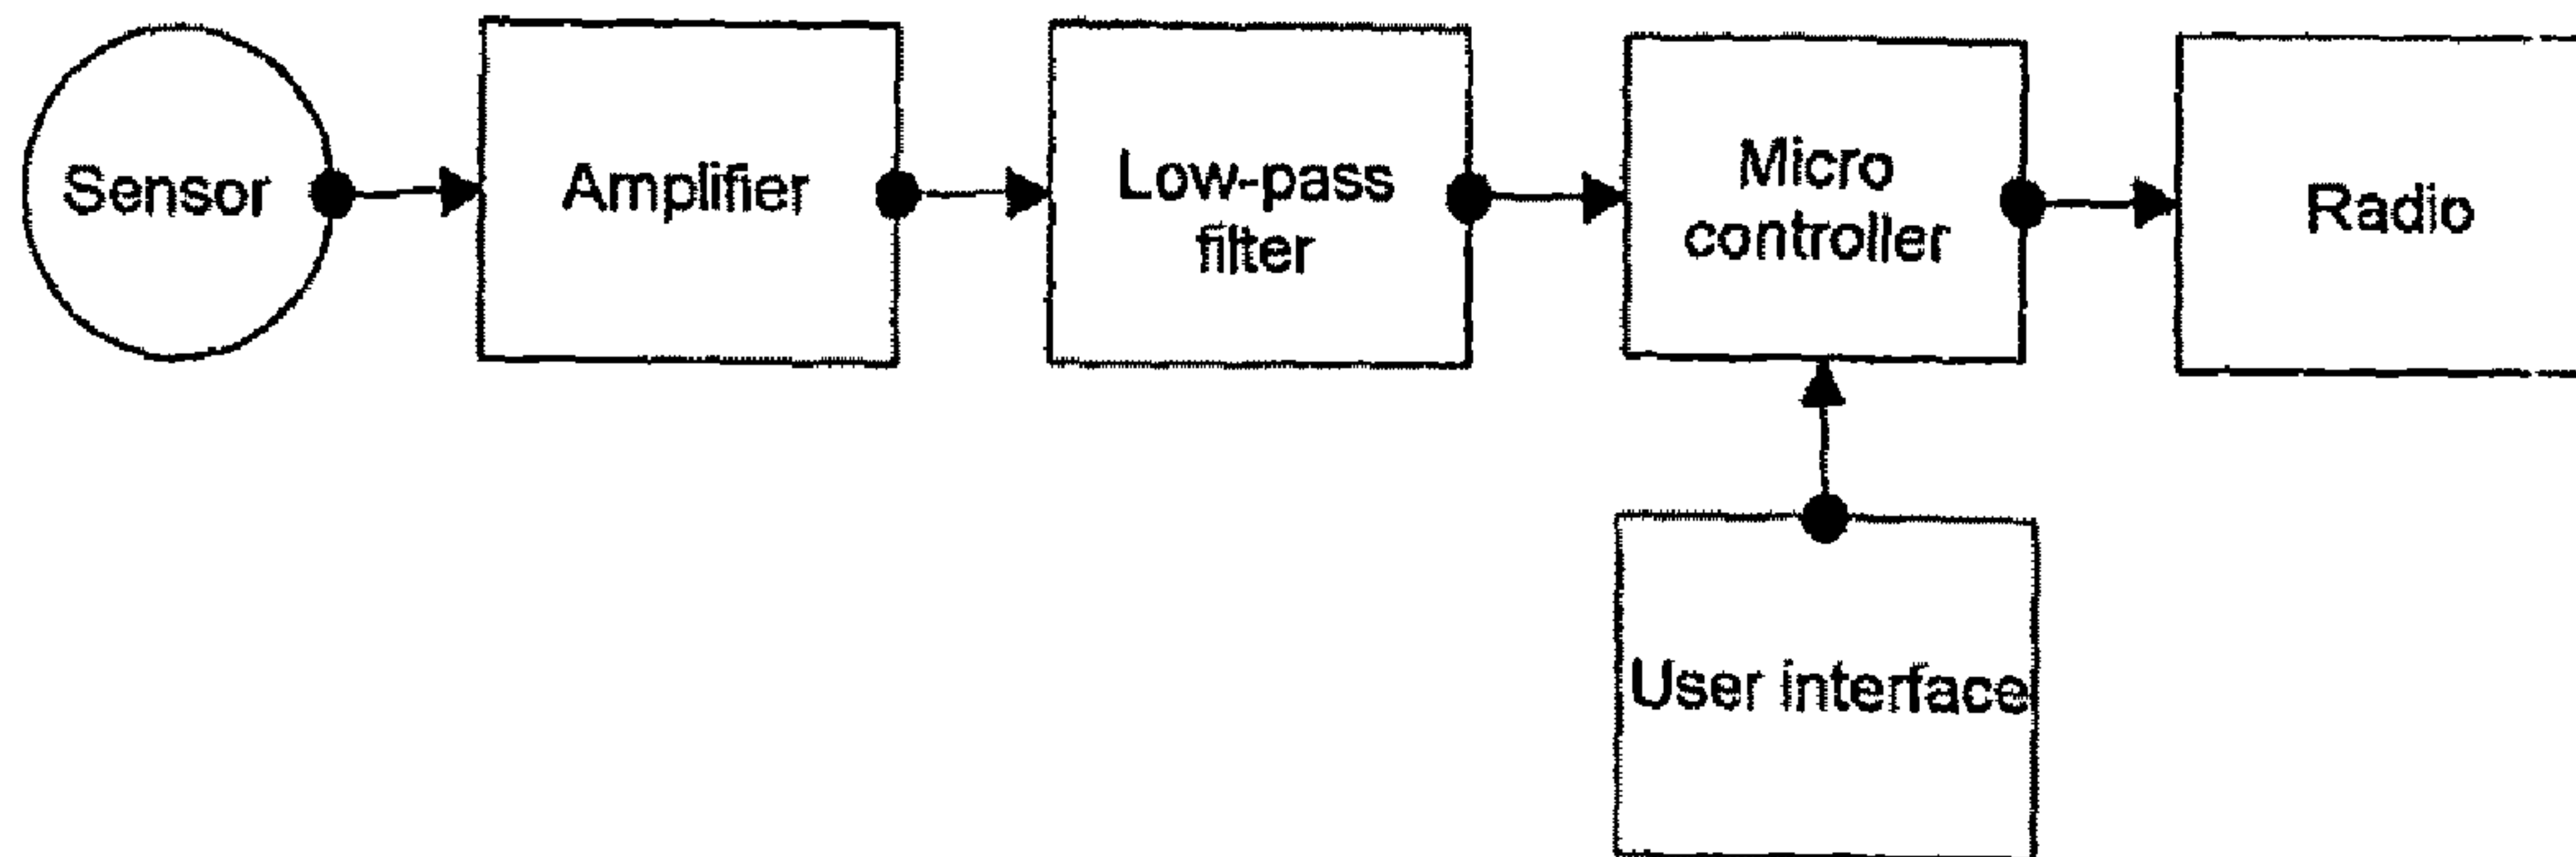 Sensor
Amplifier
Low-pass
filter
Micro
controller
Radio
User interface